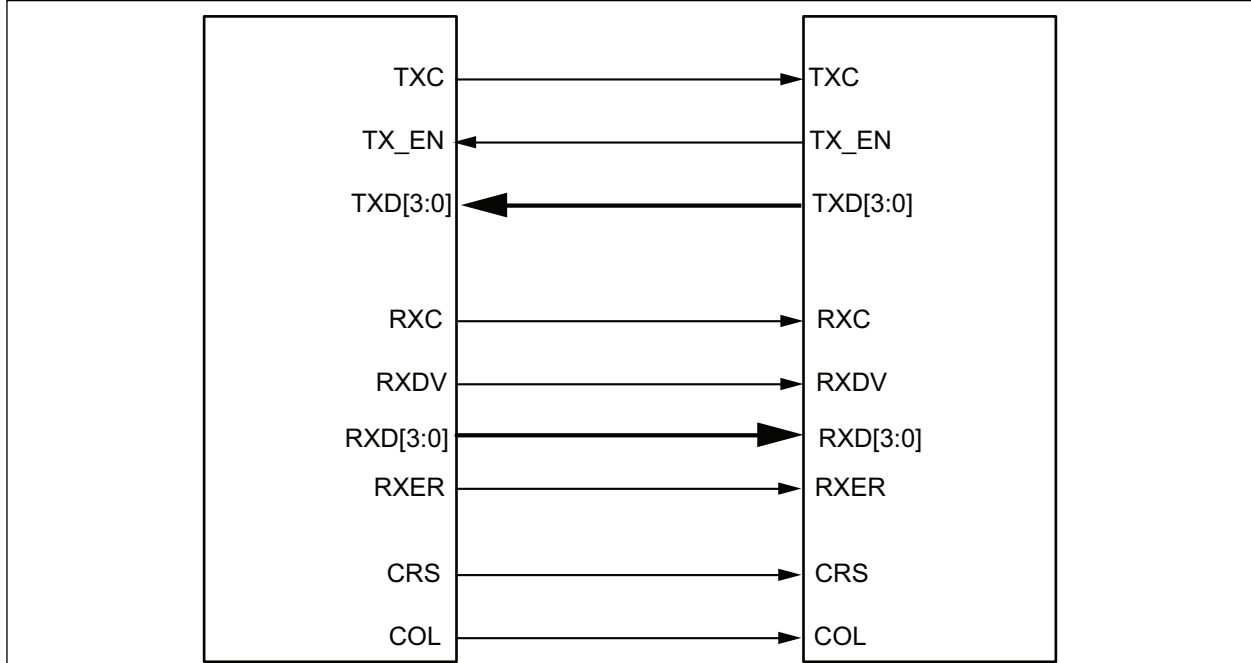 TXC TXC
TX_EN TX_EN
TXD[3:0] TXD[3:0]
RXC RXC
RXDV RXDV
RXD[3:0] RXD[3:0]
RXER RXER
CRS CRS
COL COL